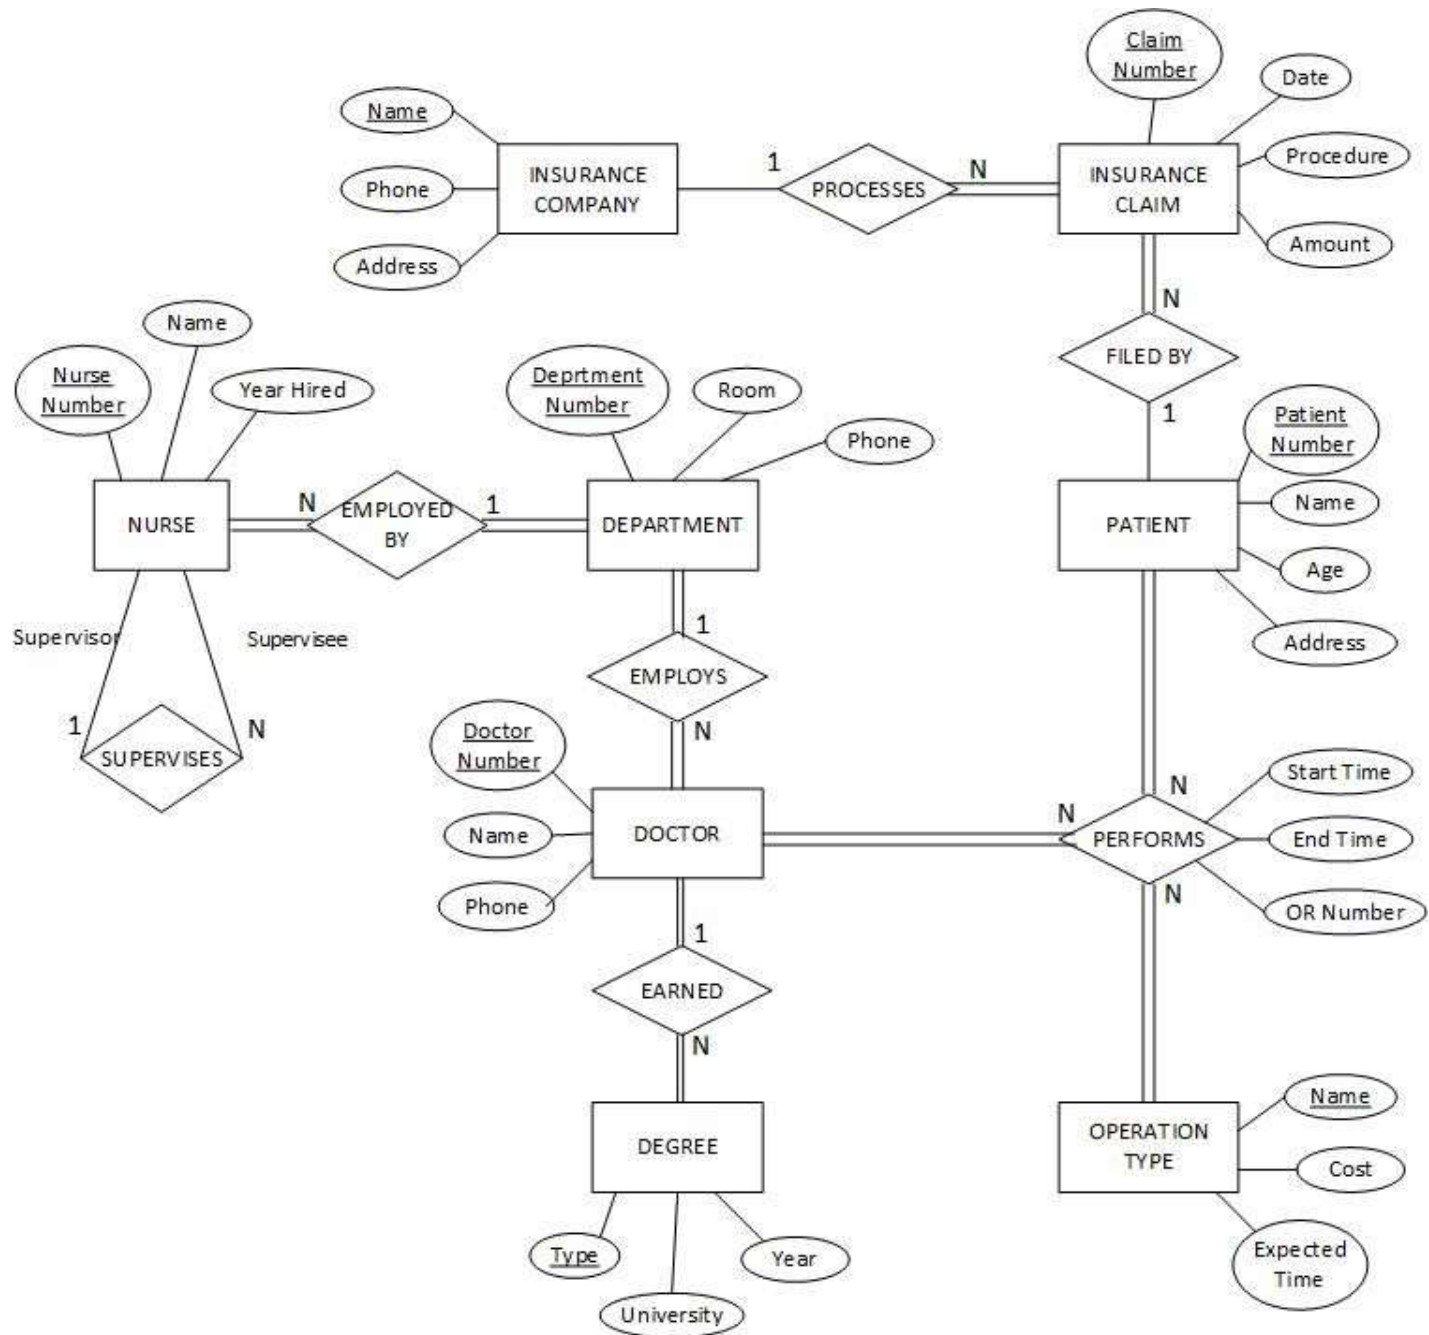 Claim
Number
Date
Name
Procedure
1
N
INSURANCE
COMPANY
PROCESSES
INSURANCE
CLAIM
Phone
Address
Amount
N
Name
FILED BY
Nurse
Number
Year Hired
Deprtment
Number
Room
1
Patient
Number
Phone
N
1
Name
NURSE
EMPLOYED
BY
DEPARTMENT
PATIENT
Age
Supervisor
Supervisee
1
Address
EMPLOYS
1
N
N
Doctor
Number
SUPERVISES
Start Time
N
N
Name
DOCTOR
PERFORMS
End Time
N
Phone
OR Number
1
EARNED
N
Name
DEGREE
OPERATION
TYPE
Cost
Type
Year
Expected
Time
University